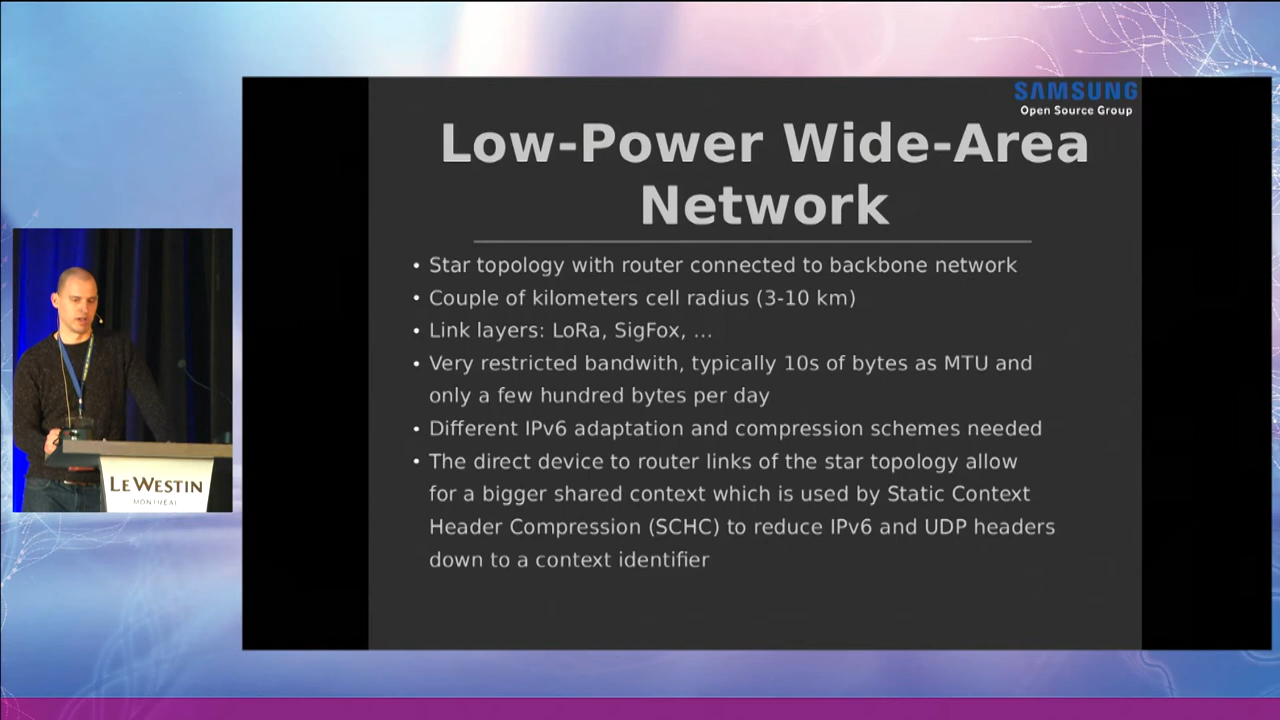 SAMSUNG
Open Source Group
Low-Power Wide-Area
Network
• Star topology with router connected to backbone network
• Couple of kilometers cell radius (3-10 km)
• Link layers: LoRa, SigFox, ...
• Very restricted bandwith, typically 10s of bytes as MTU and
only a few hundred bytes per day
• Different IPv6 adaptation and compression schemes needed
• The direct device to router links of the star topology allow
for a bigger shared context which is used by Static Context
Header Compression (SCHC) to reduce IPv6 and UDP headers
down to a context identifier
LE WESTIN
MONTRÉAL